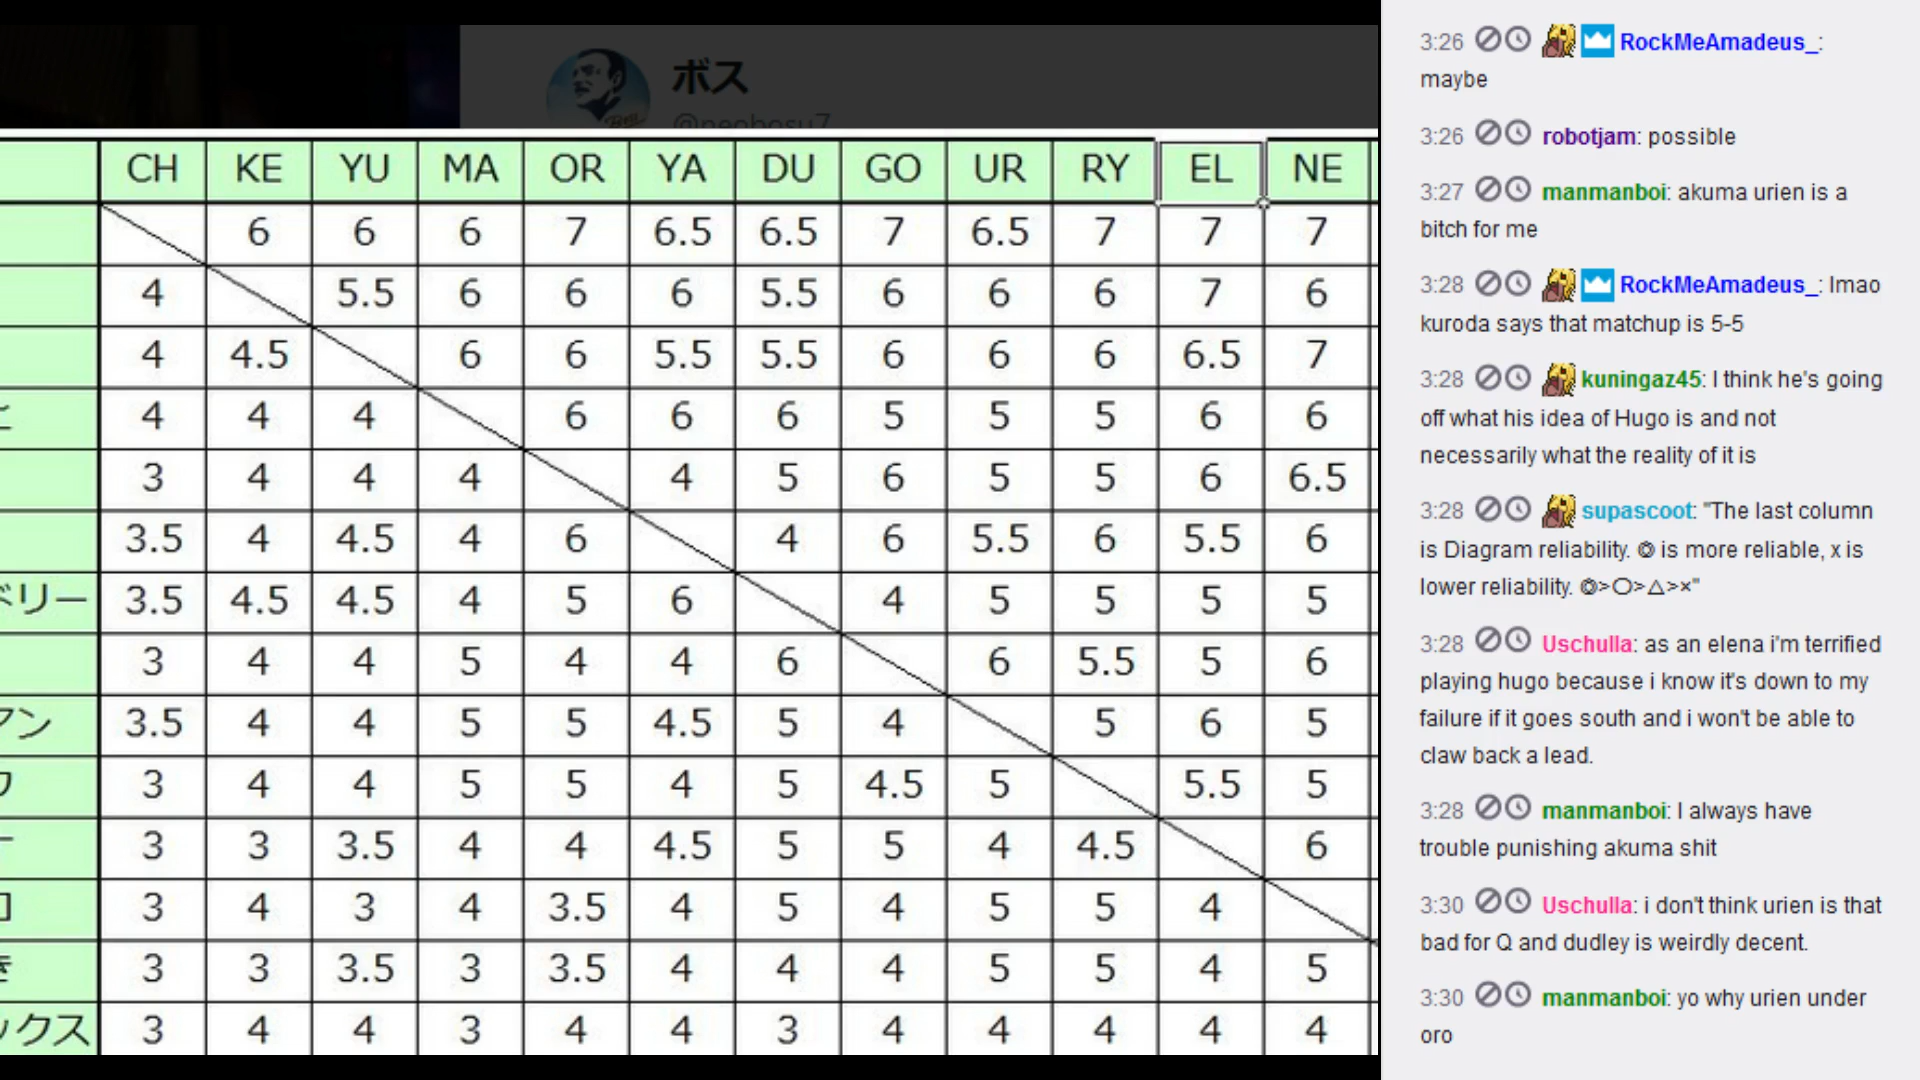 ボス
@neobosu7
CH KE YU MA OR YA DU GO UR RY EL NE
6 6 6 7 6.5 6.5 7 6.5 7 7 7
4 5.5 6 6 6 5.5 6 6 6 7 6
4 4.5 6 6 5.5 5.5 6 6 6 6.5 7
4 4 4 6 6 6 5 5 5 6 6
3 4 4 4 4 5 6 5 5 6 6.5
3.5 4 4.5 4 6 4 6 5.5 6 5.5 6
ドリー 3.5 4.5 4.5 4 5 6 4 5 5 5 5
3 4 4 5 4 4 6 6 5.5 5 6
アン 3.5 4 4 5 5 4.5 5 4 5 6 5
3 4 4 5 5 4 5 4.5 5 5.5 5
3 3 3.5 4 4 4.5 5 5 4 4.5 6
3 4 3 4 3.5 4 5 4 5 5 4
3 3 3.5 3 3.5 4 4 4 5 5 4 5
ックス 3 4 4 3 4 4 3 4 4 4 4 4
3:26 RockMeAmadeus_:
maybe
3:26 robotjam: possible
3:27 manmanboi: akuma urien is a
bitch for me
3:28 RockMeAmadeus_: lmao
kuroda says that matchup is 5-5
3:28 kuningaz45: I think he's going
off what his idea of Hugo is and not
necessarily what the reality of it is
3:28 supascoot: "The last column
is Diagram reliability. ◎ is more reliable, x is
lower reliability. ◎>〇>△>×"
3:28 Uschulla: as an elena i'm terrified
playing hugo because i know it's down to my
failure if it goes south and i won't be able to
claw back a lead.
3:28 manmanboi: I always have
trouble punishing akuma shit
3:30 Uschulla: i don't think urien is that
bad for Q and dudley is weirdly decent.
3:30 manmanboi: yo why urien under
oro